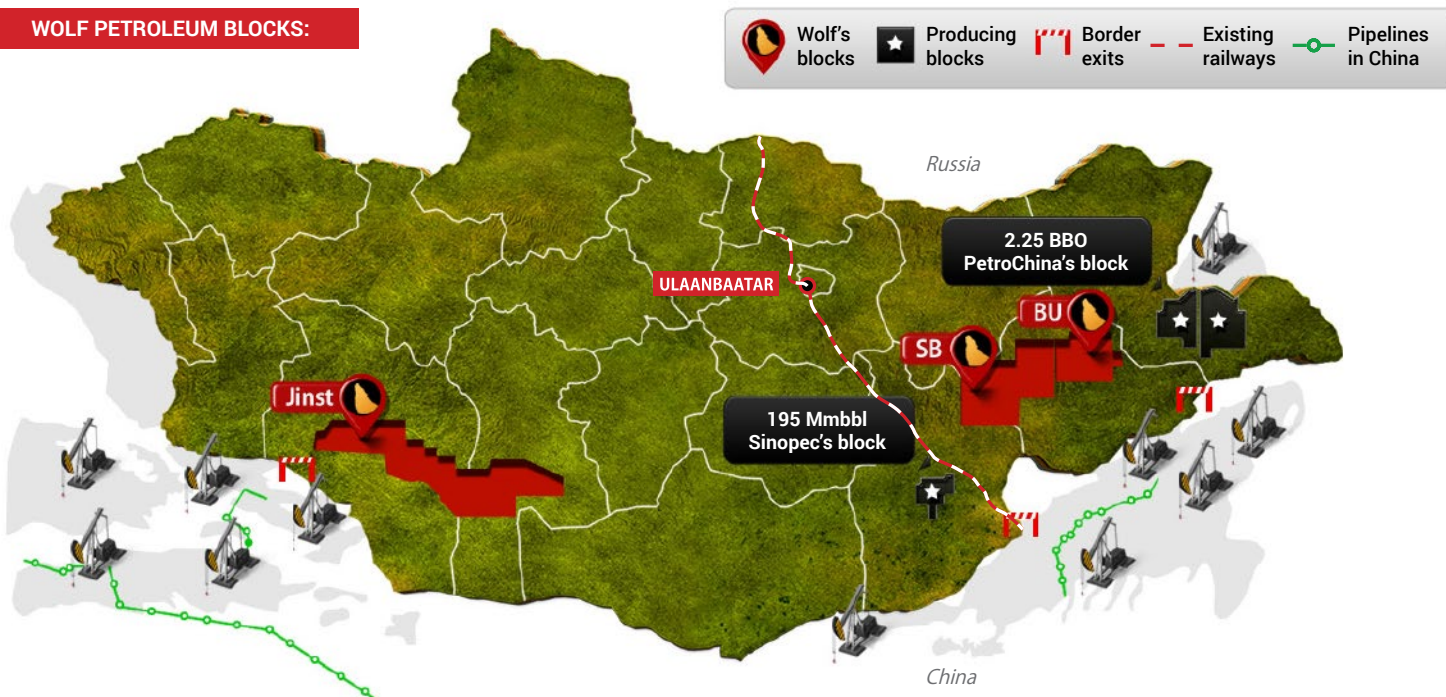 WOLF PETROLEUM BLOCKS:
Wolf's
blocks
Producing
blocks
Border
exits
Existing
railways
Pipelines
in China
Russia
2.25 BBO
PetroChina's block
ULAANBAATAR
BU
SB
Jinst
195 Mmbbl
Sinopec's block
China